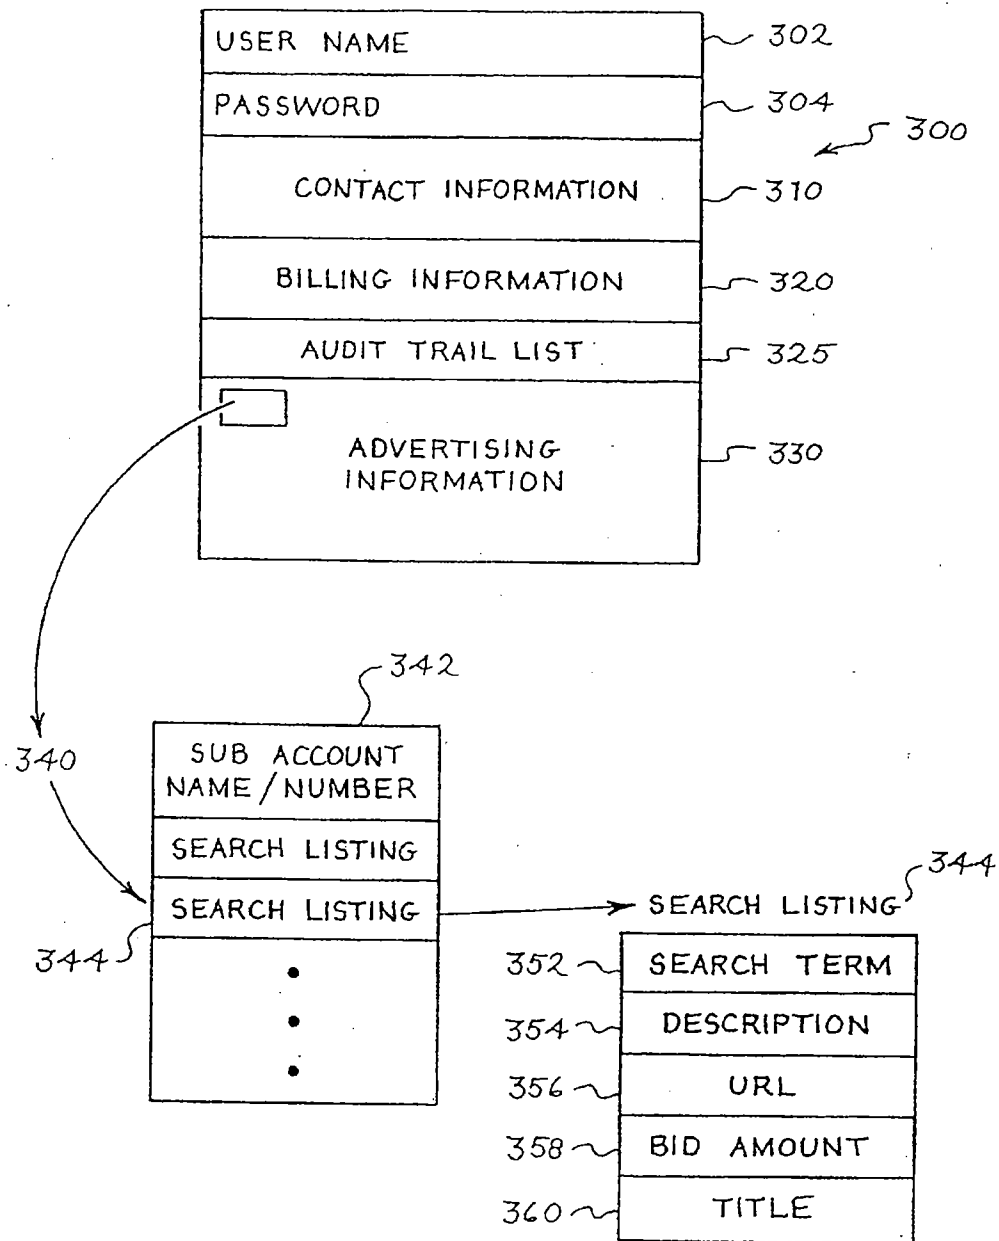 USER NAME
302
PASSWORD
304
300
CONTACT INFORMATION
310
BILLING INFORMATION
320
AUDIT TRAIL LIST
325
ADVERTISING
INFORMATION
330
342
340
SUB ACCOUNT
NAME/NUMBER
SEARCH LISTING
SEARCH LISTING
344
SEARCH LISTING
344
352
SEARCH TERM
354
DESCRIPTION
356
URL
358
BID AMOUNT
360
TITLE